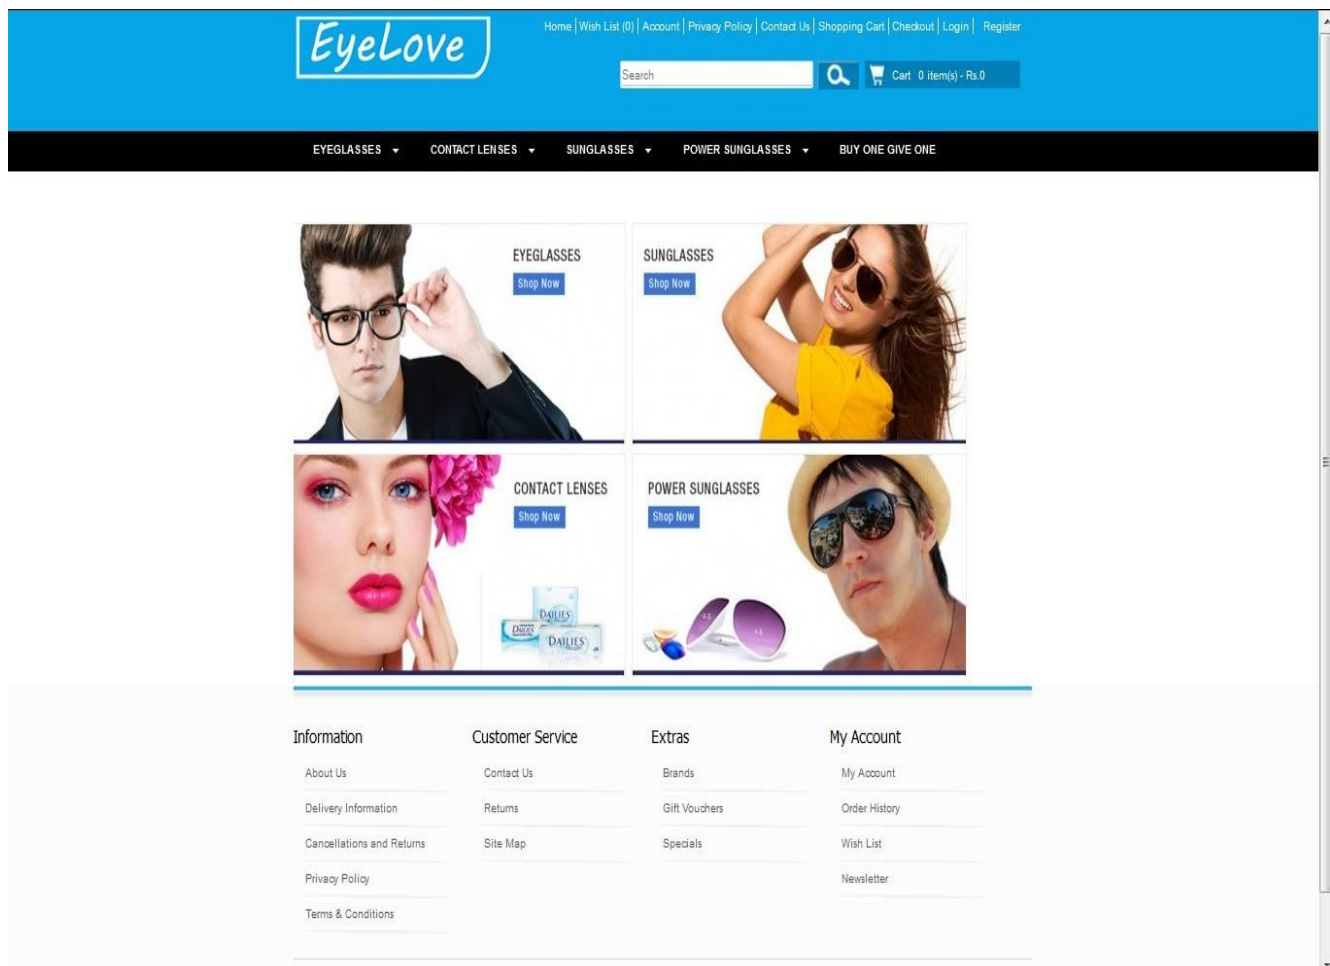 EyeLove
Home | Wish List (0) | Account | Privacy Policy | Contact Us | Shopping Cart | Checkout | Login | Register
Search
Cart 0 item(s) - Rs.0
EYEGLASSES CONTACT LENSES SUNGLASSES POWER SUNGLASSES BUY ONE GIVE ONE
EYEGLASSES
Shop Now
SUNGLASSES
Shop Now
CONTACT LENSES
Shop Now
DAILIES
DAILIES
DAILIES
POWER SUNGLASSES
Shop Now
Information
About Us
Delivery Information
Cancellations and Returns
Privacy Policy
Terms & Conditions
Customer Service
Contact Us
Returns
Site Map
Extras
Brands
Gift Vouchers
Specials
My Account
My Account
Order History
Wish List
Newsletter